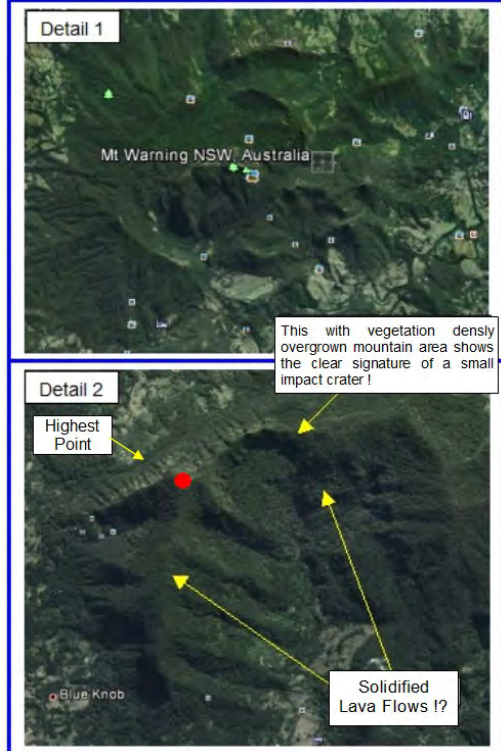 Detail 1
Mt Warning NSW, Australia
This with vegetation densly
overgrown mountain area shows
the clear signature of a small
impact crater !
Detail 2
Highest
Point
Blue Knob
Solidified
Lava Flows !?